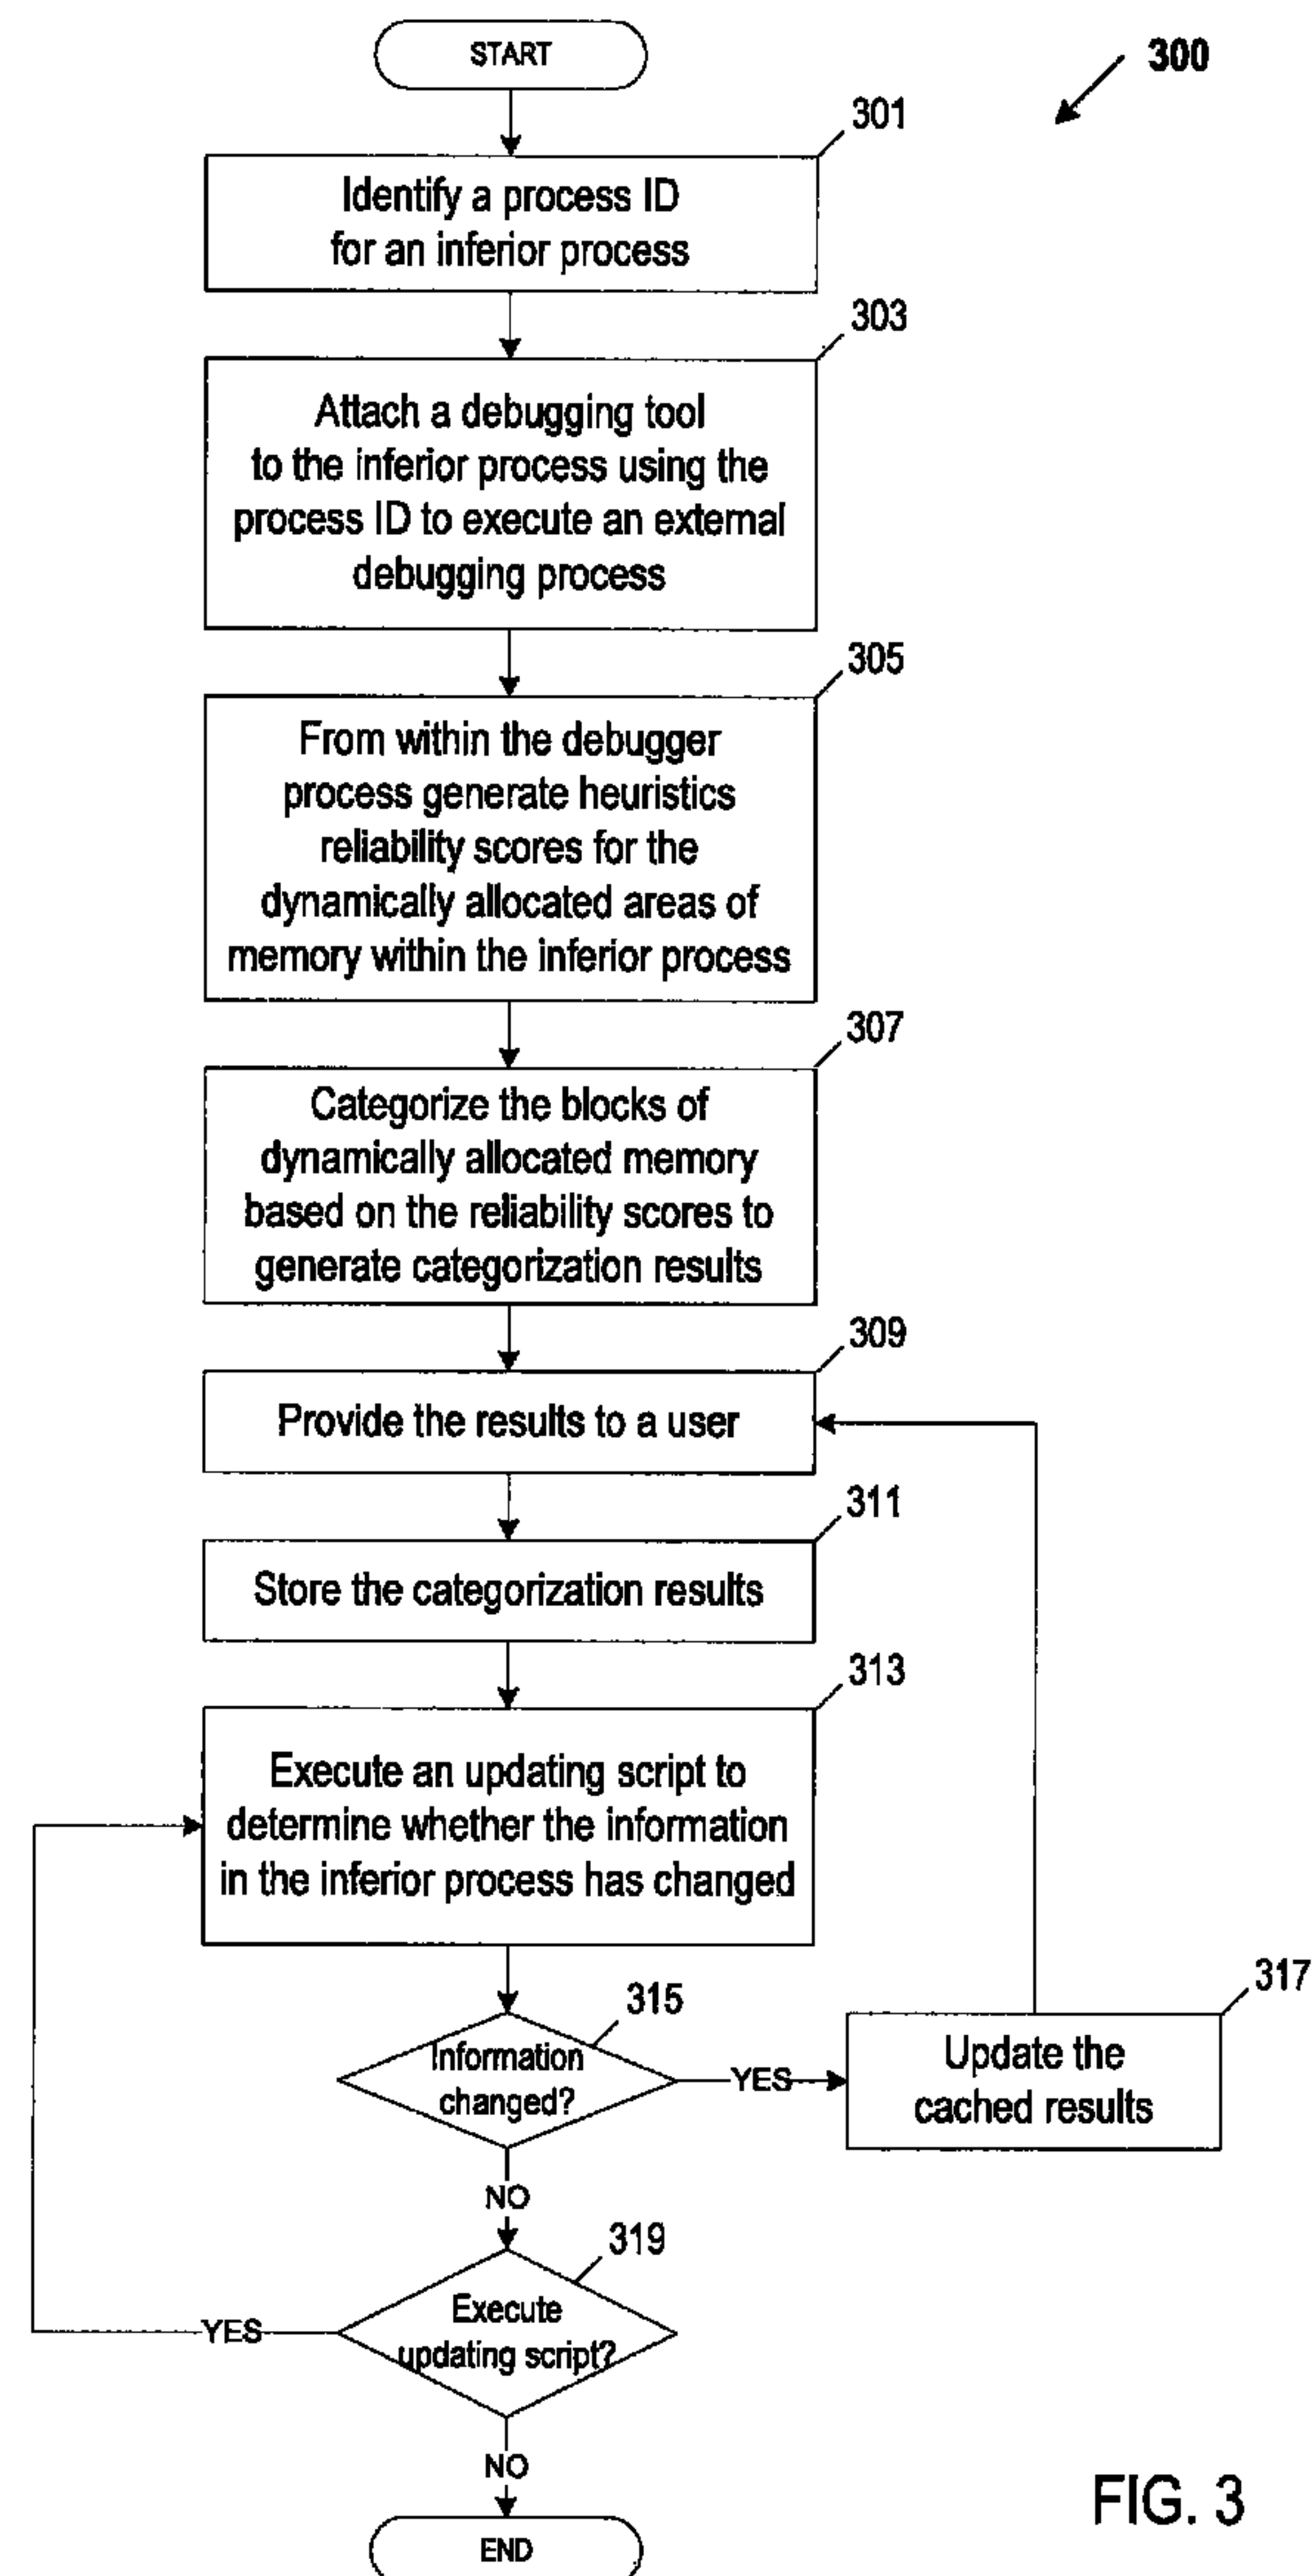 START
300
301
Identify a process ID
for an inferior process
303
Attach a debugging tool
to the inferior process using the
process ID to execute an external
debugging process
305
From within the debugger
process generate heuristics
reliability scores for the
dynamically allocated areas of
memory within the inferior process
307
Categorize the blocks of
dynamically allocated memory
based on the reliability scores to
generate categorization results
309
Provide the results to a user
311
Store the categorization results
313
Execute an updating script to
determine whether the information
in the inferior process has changed
315
Information
changed?
YES
317
Update the
cached results
NO
319
Execute
updating script?
YES
NO
END
FIG. 3